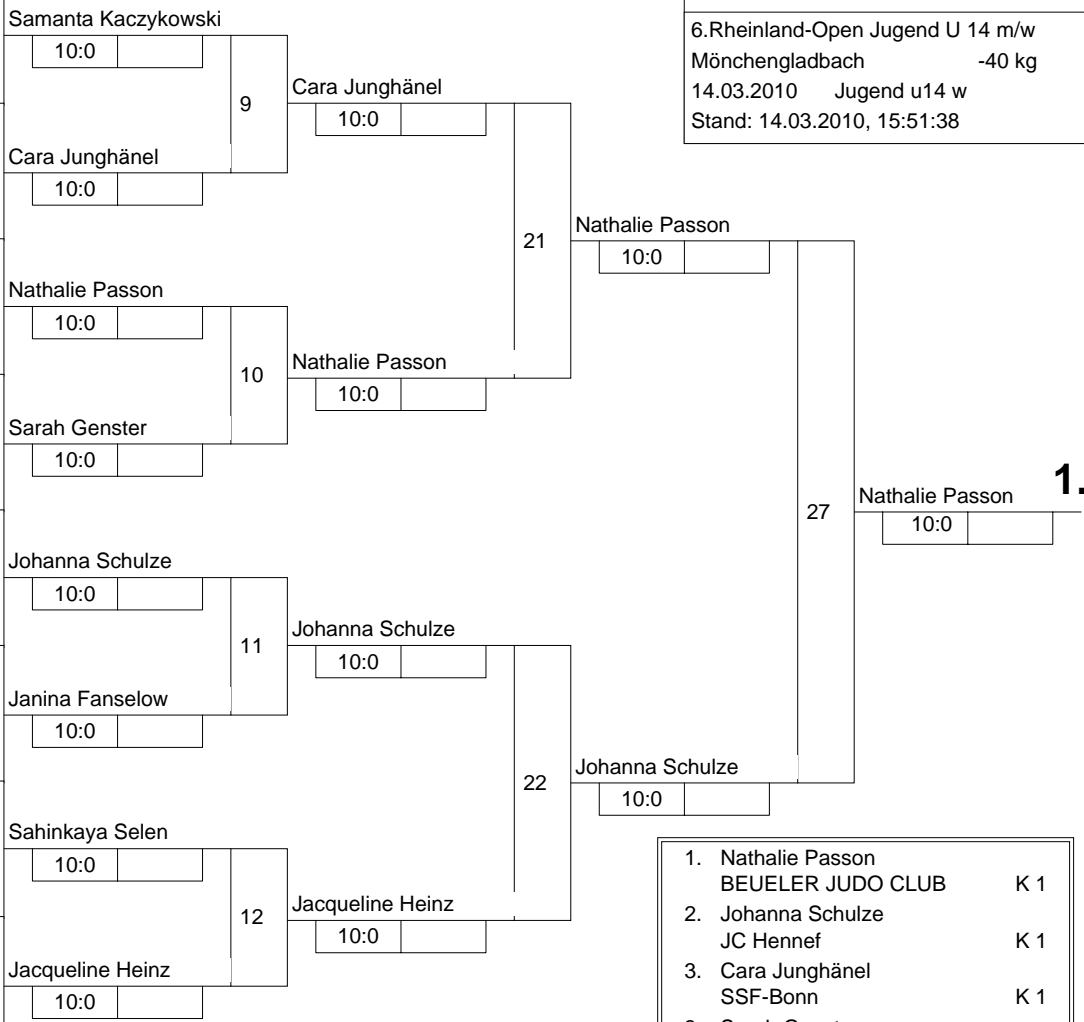 Samanta Kaczykowski
10:0
9
Cara Junghänel
10:0
Cara Junghänel
10:0
21
Nathalie Passon
10:0
Nathalie Passon
10:0
10
Nathalie Passon
10:0
Sarah Genster
10:0
27
Nathalie Passon 1.
10:0
Johanna Schulze
10:0
11
Johanna Schulze
10:0
Janina Fanselow
10:0
22
Johanna Schulze
10:0
Sahinkaya Selen
10:0
12
Jacqueline Heinz
10:0
Jacqueline Heinz
10:0
6.Rheinland-Open Jugend U 14 m/w
Mönchengladbach -40 kg
14.03.2010 Jugend u14 w
Stand: 14.03.2010, 15:51:38
1. Nathalie Passon
BEUELER JUDO CLUB K 1
2. Johanna Schulze
JC Hennef K 1
3. Cara Junghänel
SSF-Bonn K 1